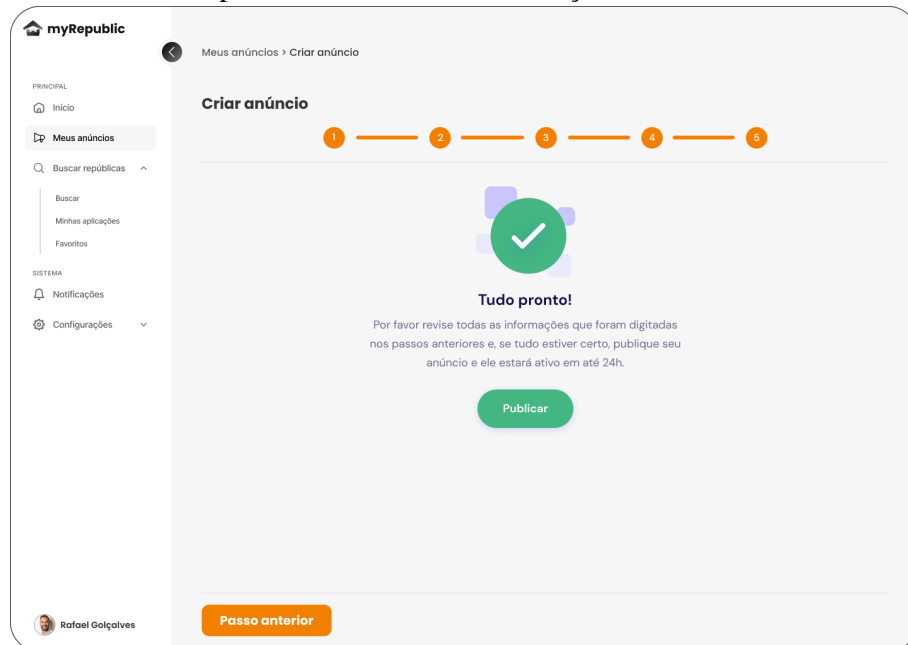 myRepublic
Meus anúncios > Criar anúncio
PRINCIPAL
Início
Meus anúncios
Buscar repúblicas
Buscar
Minhas aplicações
Favoritos
SISTEMA
Notificações
Configurações
Rafael Golçalves
Criar anúncio
1 2 3 4 5
Tudo pronto!
Por favor revise todas as informações que foram digitadas
nos passos anteriores e, se tudo estiver certo, publique seu
anúncio e ele estará ativo em até 24h.
Publicar
Passo anterior